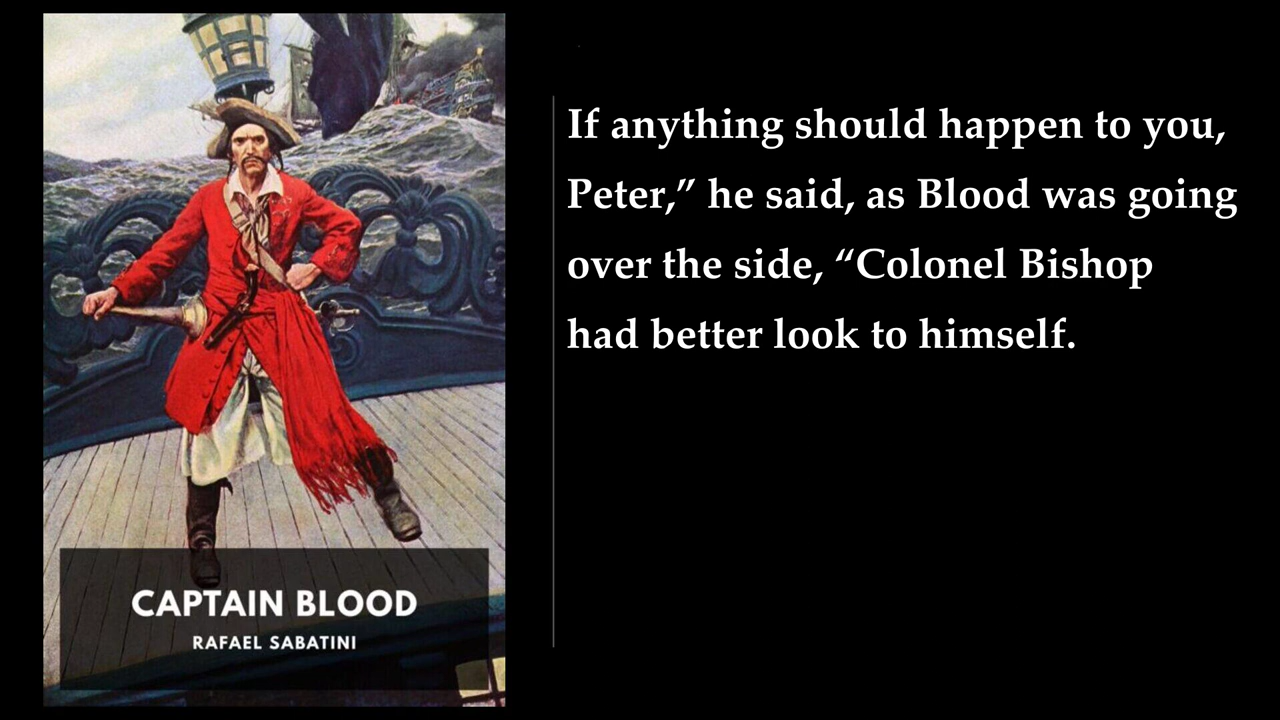 CAPTAIN BLOOD
RAFAEL SABATINI
If anything should happen to you,
Peter,” he said, as Blood was going
over the side, “Colonel Bishop
had better look to himself.